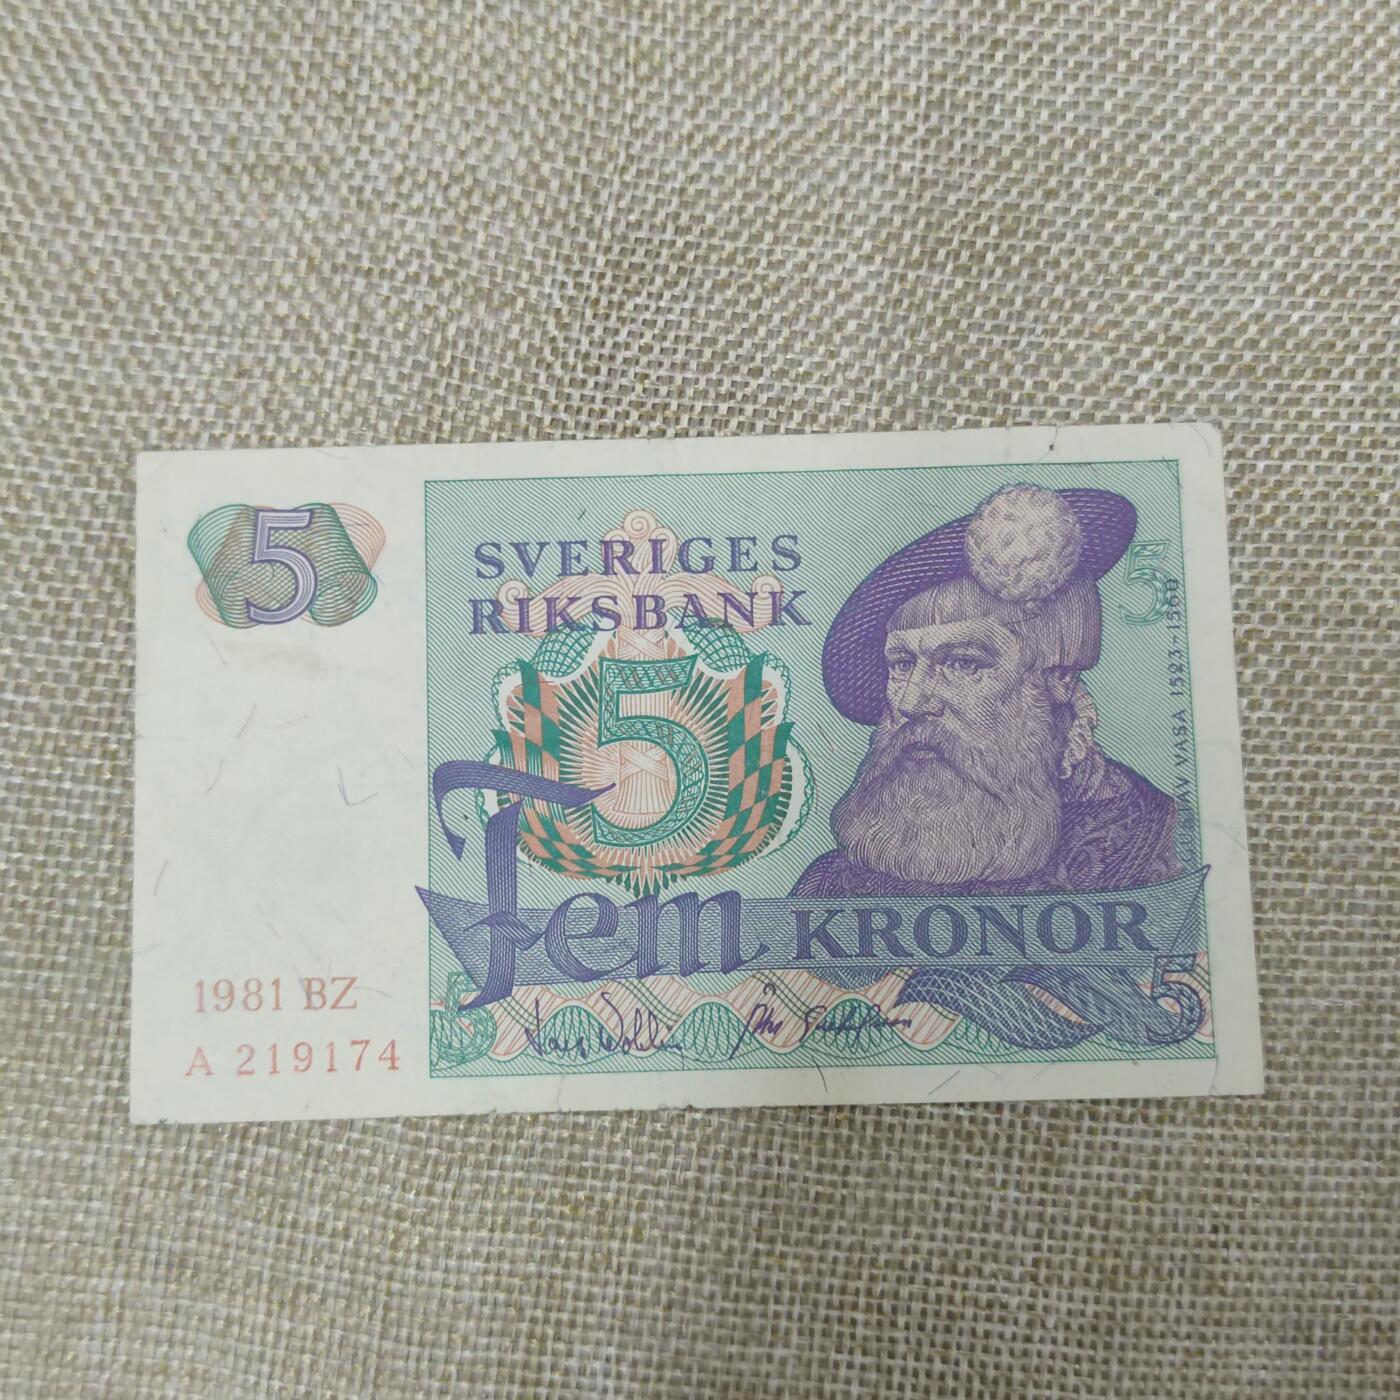 5
SVERIGES
RIKSBANK
5
5
GUSTAV VASA 1523-1560
fem KRONOR
1981 BZ
A 219174
5
5